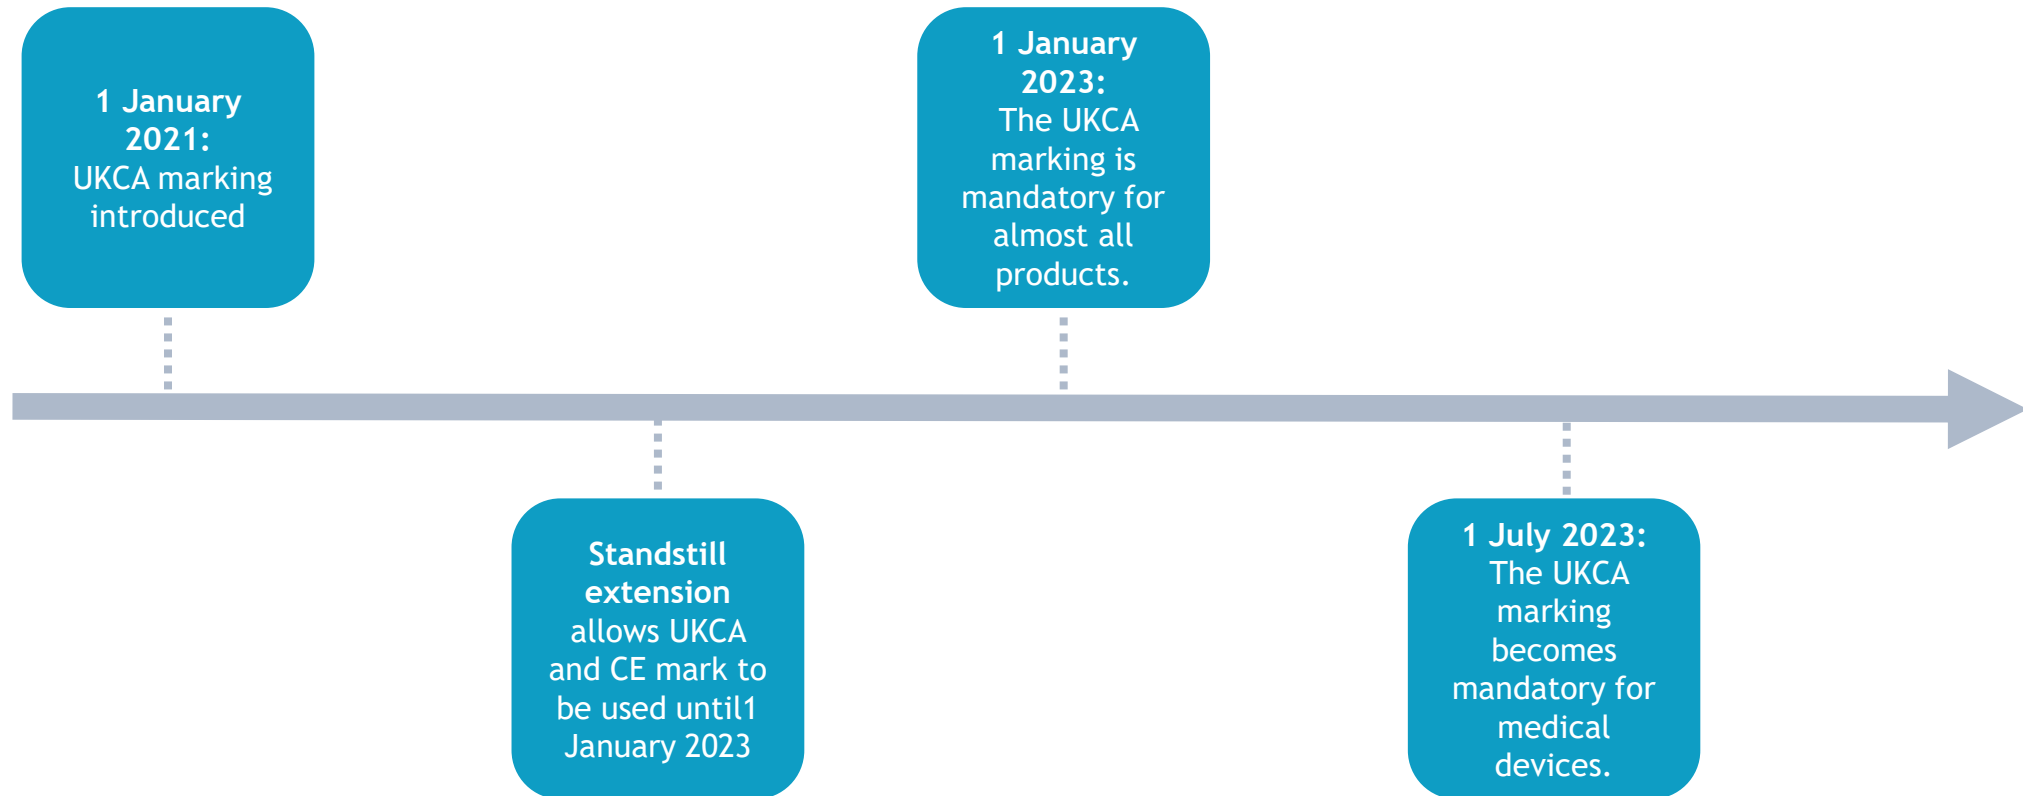 1 January
2021:
UKCA marking
introduced
Standstill
extension
allows UKCA
and CE mark to
be used until1
January 2023
1 January
2023:
The UKCA
marking is
mandatory for
almost all
products.
1 July 2023:
The UKCA
marking
becomes
mandatory for
medical
devices.